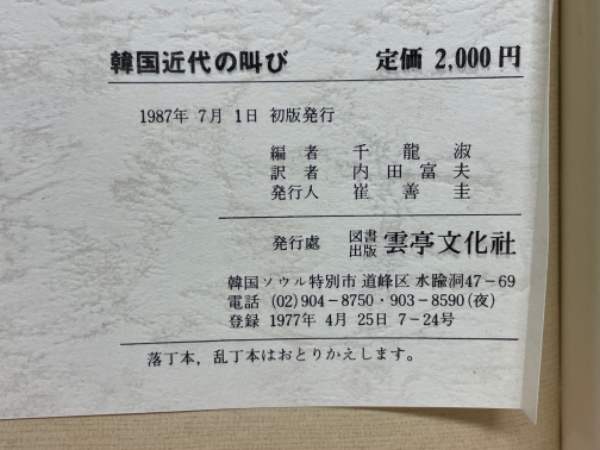 韓国近代の叫び 定価 2,000円
1987年 7月 1日 初版発行
編者 千龍淑
訳者 内田富夫
発行人 崔善圭
発行處 図書出版 雲亭文化社
韓国ソウル特別市 道峰区 水踰洞47-69
電話 (02)904-8750・903-8590(夜)
登録 1977年 4月 25日 7-24号
落丁本,乱丁本はおとりかえします。